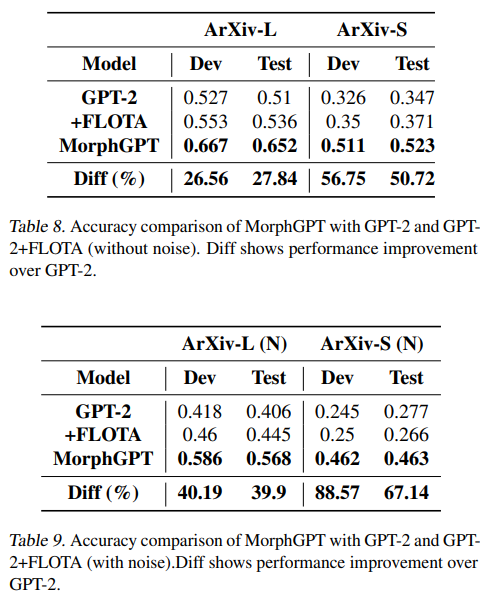 ArXiv-L ArXiv-S
Model Dev Test Dev Test
GPT-2 0.527 0.51 0.326 0.347
+FLOTA 0.553 0.536 0.35 0.371
MorphGPT 0.667 0.652 0.511 0.523
Diff (%) 26.56 27.84 56.75 50.72
Table 8. Accuracy comparison of MorphGPT with GPT-2 and GPT-
2+FLOTA (without noise). Diff shows performance improvement
over GPT-2.
ArXiv-L (N) ArXiv-S (N)
Model Dev Test Dev Test
GPT-2 0.418 0.406 0.245 0.277
+FLOTA 0.46 0.445 0.25 0.266
MorphGPT 0.586 0.568 0.462 0.463
Diff (%) 40.19 39.9 88.57 67.14
Table 9. Accuracy comparison of MorphGPT with GPT-2 and GPT-
2+FLOTA (with noise).Diff shows performance improvement over
GPT-2.